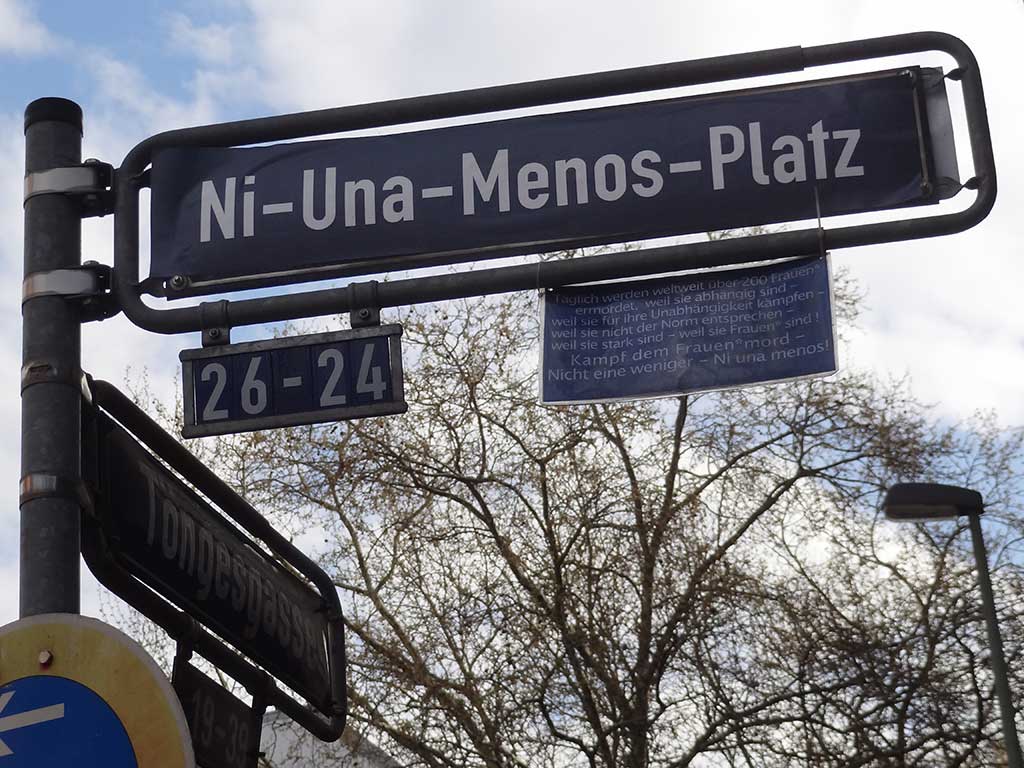 Ni-Una-Menos-Platz
26-24
Täglich werden weltweit über 200 Frauen*
ermordet, weil sie abhängig sind –
weil sie für ihre Unabhängigkeit kämpfen –
weil sie nicht der Norm entsprechen –
weil sie stark sind – weil sie Frauen* sind!
Kampf dem Frauen*mord –
Nicht eine weniger – Ni una menos!
Töngesgasse
19-39